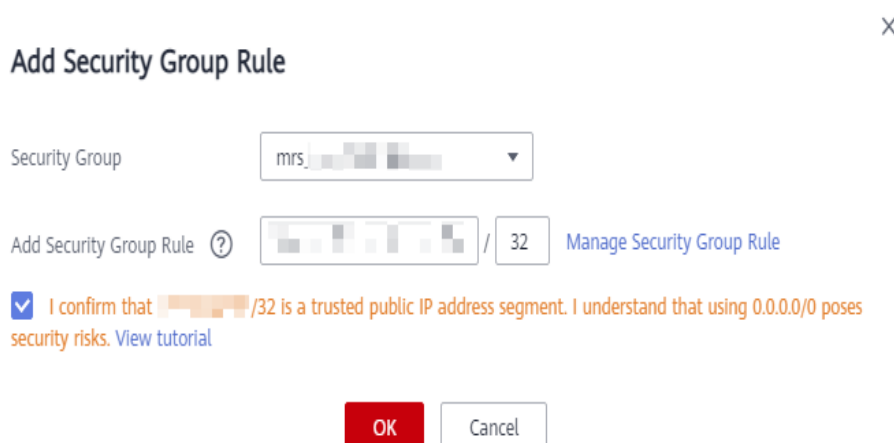 Add Security Group Rule
Security Group mrs_
Add Security Group Rule ? / 32 Manage Security Group Rule
I confirm that /32 is a trusted public IP address segment. I understand that using 0.0.0.0/0 poses
security risks. View tutorial
OK Cancel